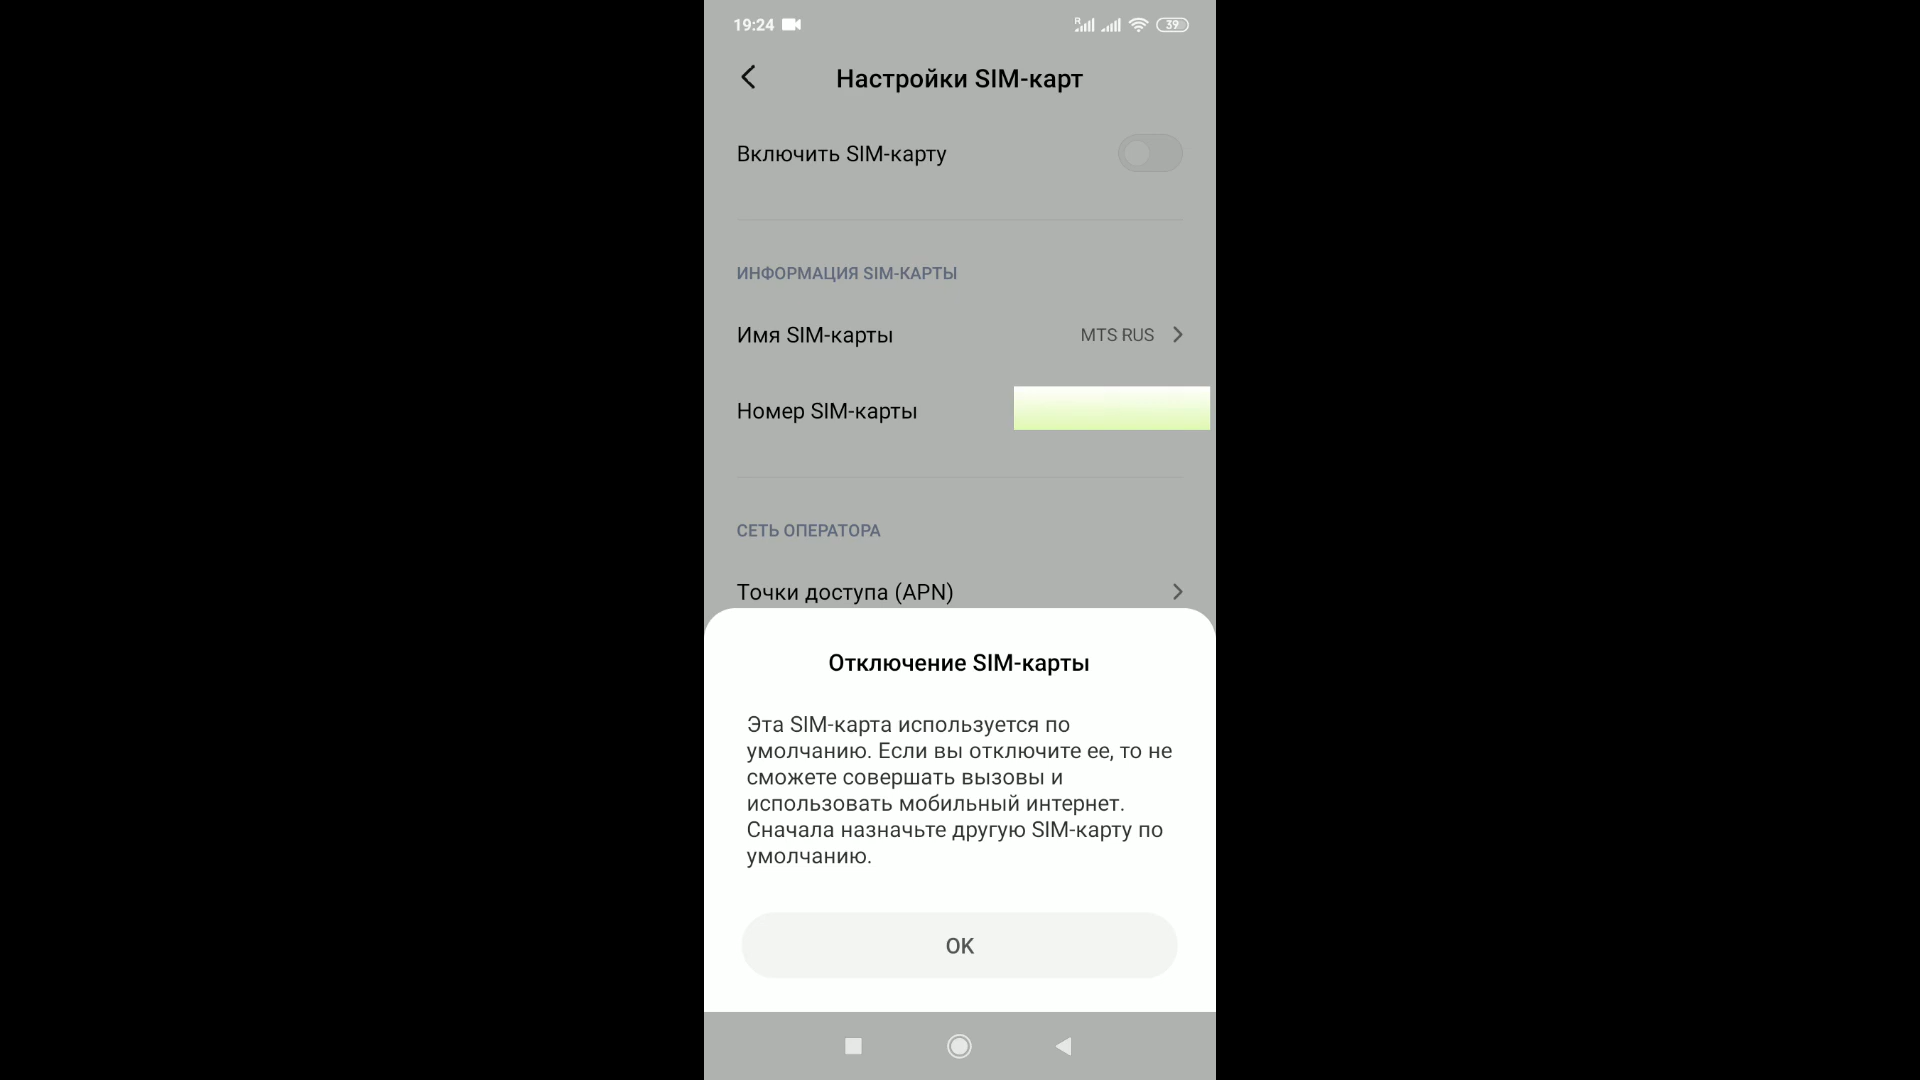 19:24
R
39
Настройки SIM-карт
Включить SIM-карту
ИНФОРМАЦИЯ SIM-КАРТЫ
Имя SIM-карты MTS RUS
Номер SIM-карты
СЕТЬ ОПЕРАТОРА
Точки доступа (APN)
Отключение SIM-карты
Эта SIM-карта используется по
умолчанию. Если вы отключите ее, то не
сможете совершать вызовы и
использовать мобильный интернет.
Сначала назначьте другую SIM-карту по
умолчанию.
OK